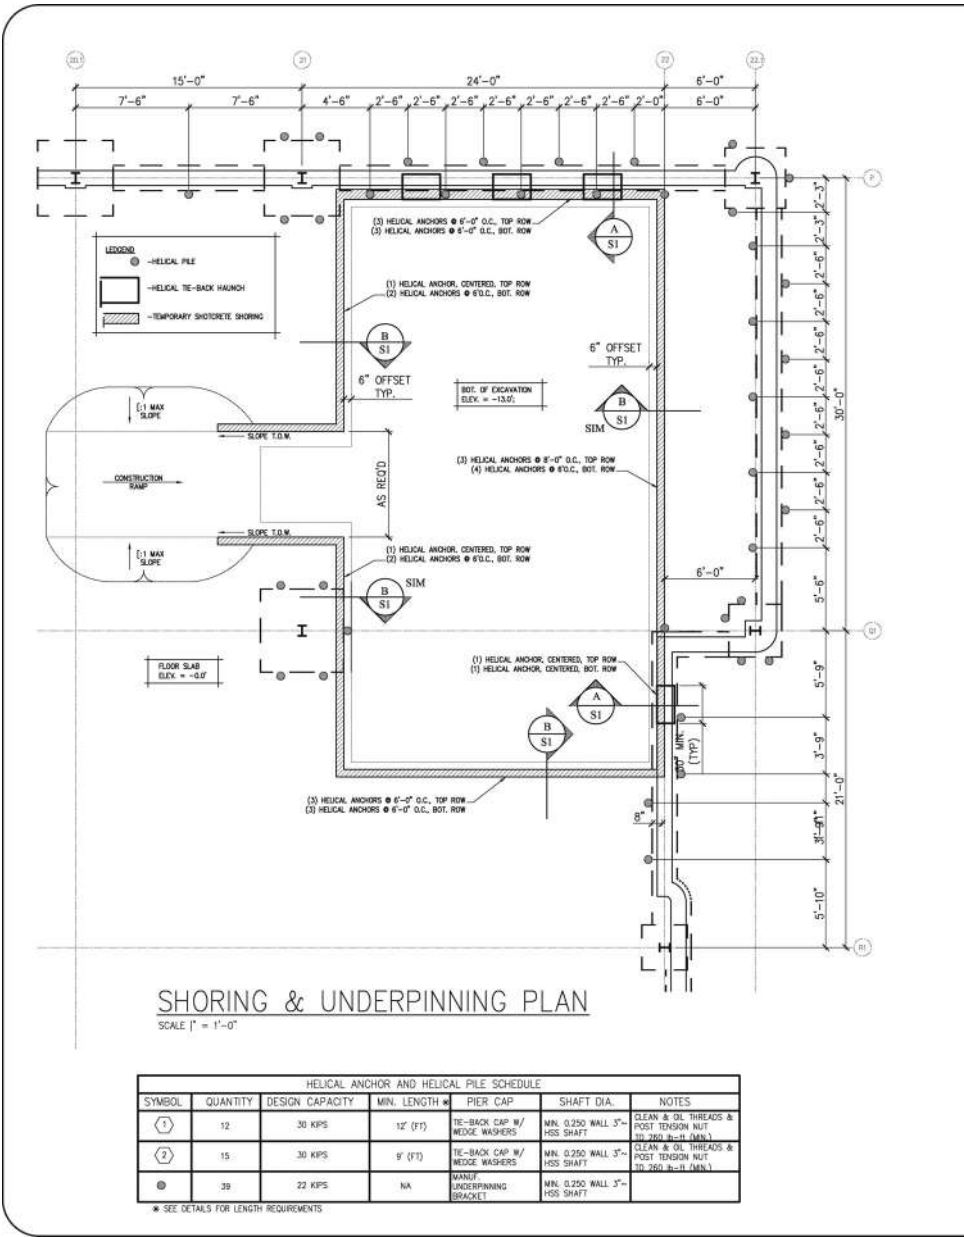 20.1 21 22 22.1
15'-0" 24'-0" 6'-0"
7'-6" 7'-6" 4'-6" 2'-6" 2'-6" 2'-6" 2'-6" 2'-6" 2'-6" 2'-6" 2'-0" 6'-0"
P
2'-3"
(3) HELICAL ANCHORS @ 6'-0" O.C., TOP ROW
(3) HELICAL ANCHORS @ 6'-0" O.C., BOT. ROW
A
S1
2'-3"
LEDGEND
-HELICAL PILE
-HELICAL TIE-BACK HAUNCH
-TEMPORARY SHOTCRETE SHORING
2'-6"
(1) HELICAL ANCHOR, CENTERED, TOP ROW
(2) HELICAL ANCHORS @ 6'O.C., BOT. ROW
2'-6"
B
S1
6" OFFSET
TYP.
2'-6"
6" OFFSET
TYP.
2'-6"
BOT. OF EXCAVATION
ELEV. = -13.0';
B
S1
SIM
2'-6"
30'-0"
1 MAX
SLOPE
SLOPE T.O.W.
2'-6"
(3) HELICAL ANCHORS @ 8'-0" O.C., TOP ROW
(4) HELICAL ANCHORS @ 6'O.C., BOT. ROW
CONSTRUCTION
RAMP
AS REQ'D
2'-6"
2'-6"
SLOPE T.O.W.
2'-6"
1 MAX
SLOPE
(1) HELICAL ANCHOR, CENTERED, TOP ROW
(2) HELICAL ANCHORS @ 6'O.C., BOT. ROW
6'-0"
SIM
B
S1
5'-6"
FLOOR SLAB
ELEV. = -0.0'
(1) HELICAL ANCHOR, CENTERED, TOP ROW
(1) HELICAL ANCHOR, CENTERED, BOT. ROW
5'-9"
A
S1
B
S1
MIN.
(TYP)
3'-9"
(3) HELICAL ANCHORS @ 6'-0" O.C., TOP ROW
(3) HELICAL ANCHORS @ 6'-0" O.C., BOT. ROW
8"
21'-0"
5'-10"
SHORING & UNDERPINNING PLAN
SCALE 1" = 1'-0"
HELICAL ANCHOR AND HELICAL PILE SCHEDULE
SYMBOL QUANTITY DESIGN CAPACITY MIN. LENGTH * PIER CAP SHAFT DIA. NOTES
1 12 30 KIPS 12' (FT) TIE-BACK CAP W/ WEDGE WASHERS MIN. 0.250 WALL 3"~ HSS SHAFT CLEAN & OIL THREADS & POST TENSION NUT TO 260 lb-ft (MIN.)
2 15 30 KIPS 9' (FT) TIE-BACK CAP W/ WEDGE WASHERS MIN. 0.250 WALL 3"~ HSS SHAFT CLEAN & OIL THREADS & POST TENSION NUT TO 260 lb-ft (MIN.)
39 22 KIPS NA MANUF. UNDERPINNING BRACKET MIN. 0.250 WALL 3"~ HSS SHAFT
* SEE DETAILS FOR LENGTH REQUIREMENTS